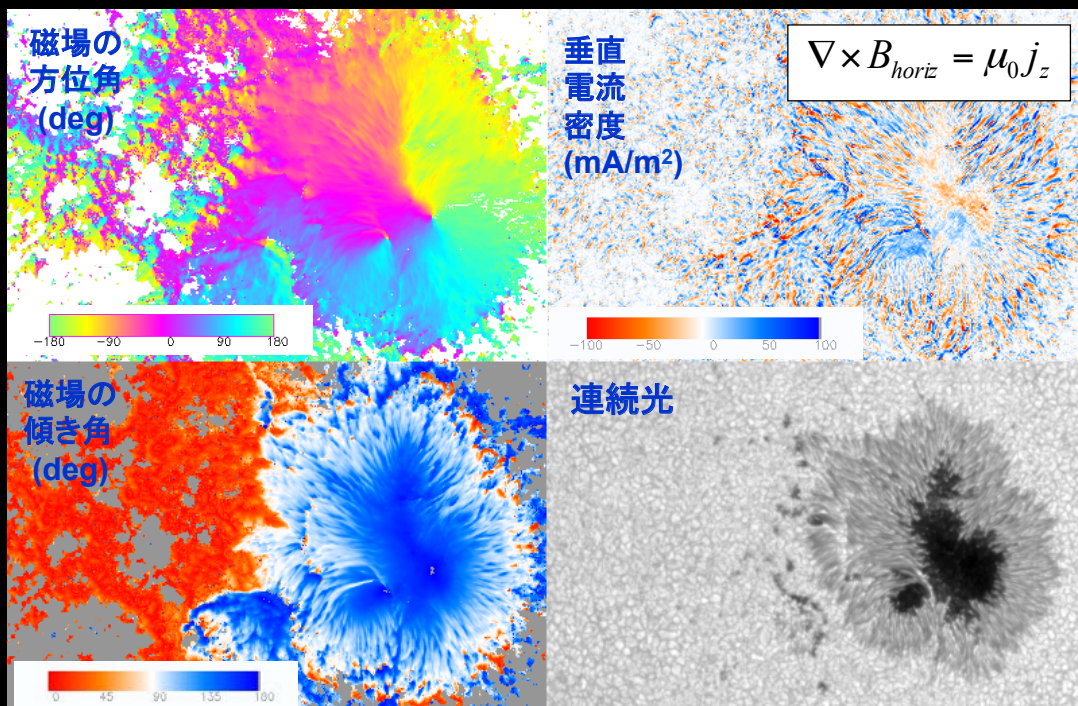 磁場の
方位角
(deg)
−180 −90 0 90 180
垂直
電流
密度
(mA/m²)
∇ × B_horiz = μ₀ j_z
−100 −50 0 50 100
磁場の
傾き角
(deg)
0 45 90 135 180
連続光